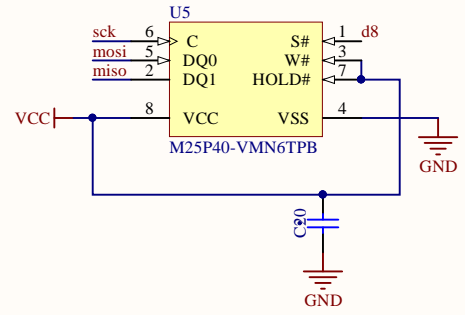 U5
sck 6 C S# 1 d8
mosi 5 DQ0 W# 3
miso 2 DQ1 HOLD# 7
VCC 8 VCC VSS 4
M25P40-VMN6TPB
GND
C20
GND